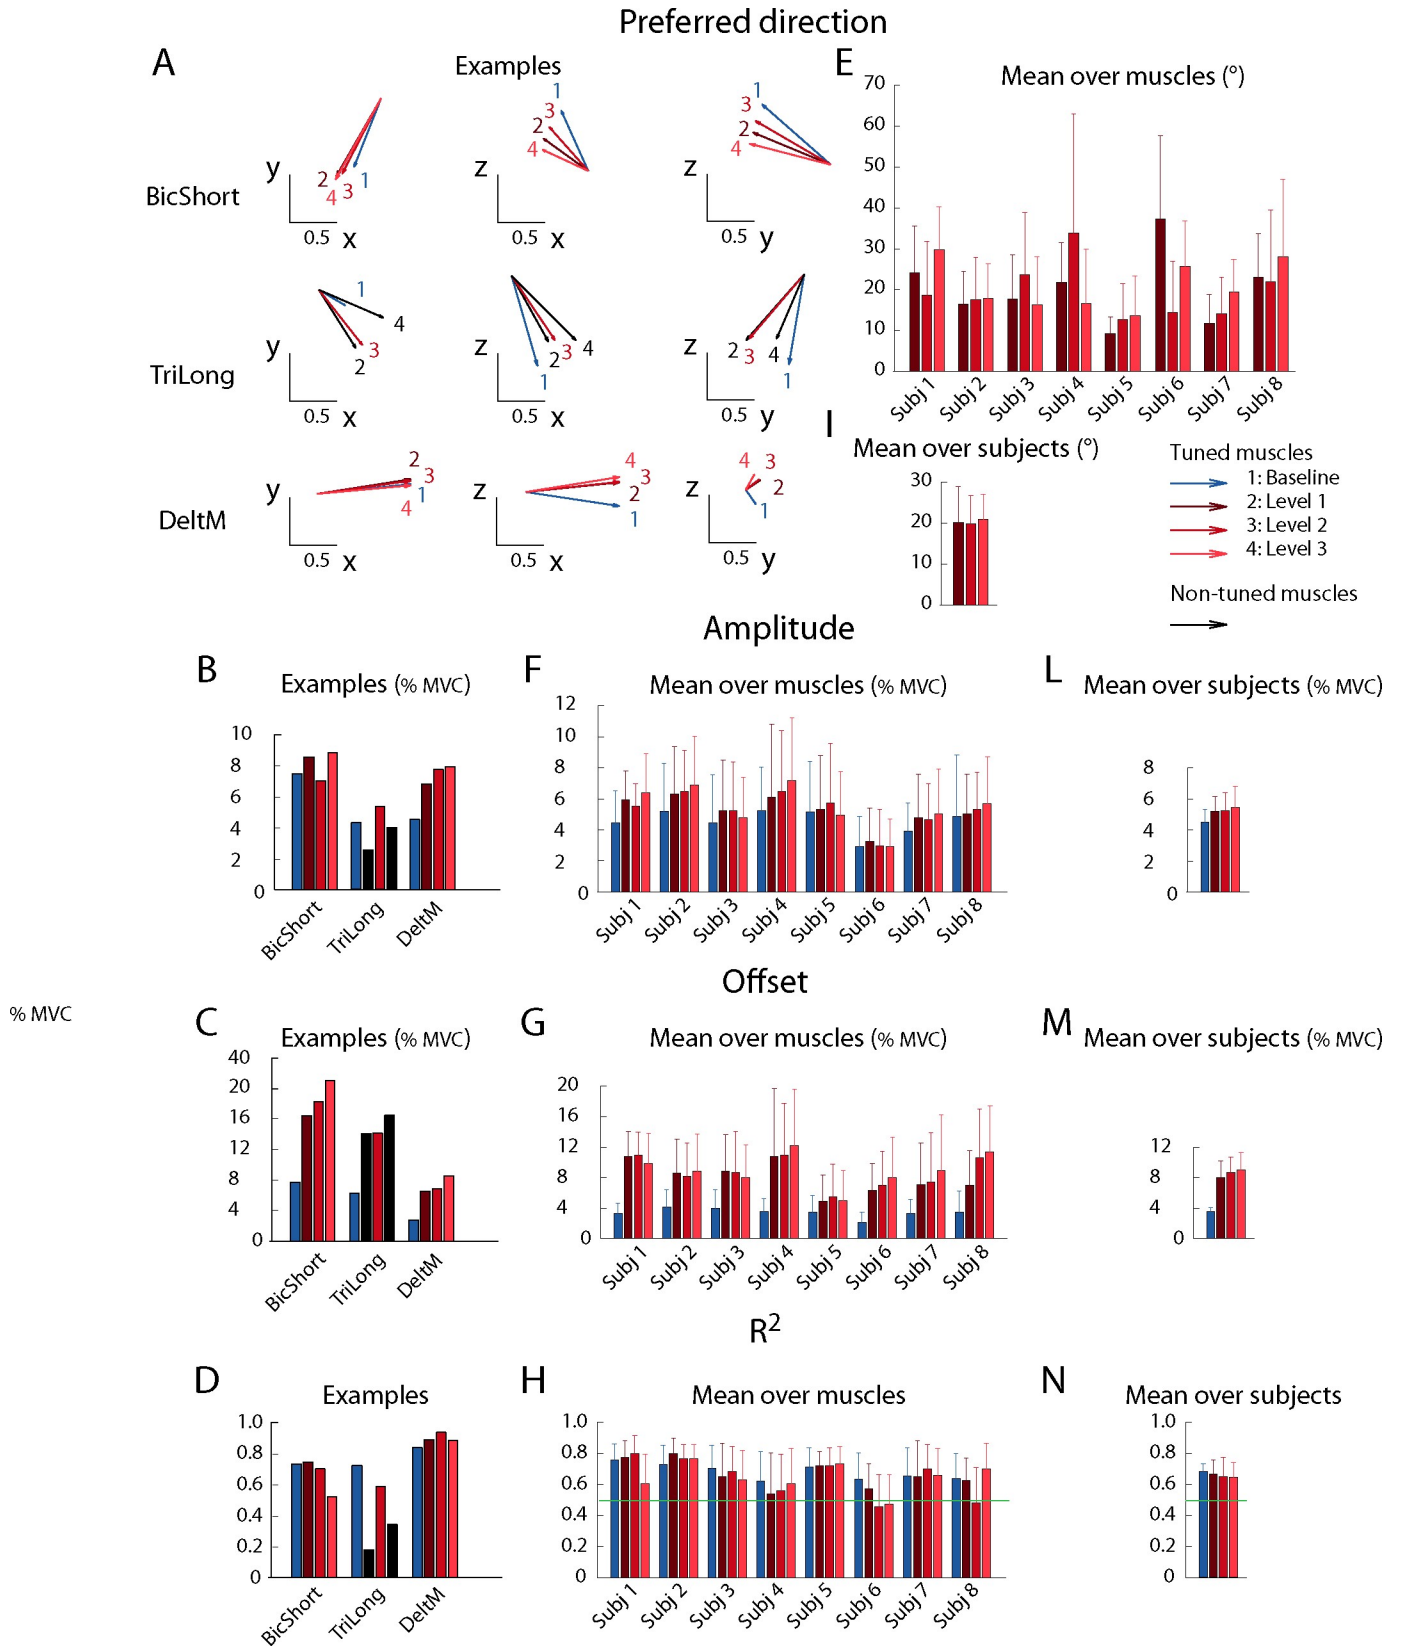 Preferred direction
A
Examples
BicShort
y
2
4
3
1
0.5
x
z
1
3
2
4
0.5
x
z
1
3
2
4
0.5
y
TriLong
y
1
4
3
2
0.5
x
z
4
3
2
1
0.5
x
z
2
3
4
1
0.5
y
DeltM
y
2
3
1
4
0.5
x
z
4
3
2
1
0.5
x
z
4
3
2
1
0.5
y
E
Mean over muscles (°)
70
60
50
40
30
20
10
0
Subj 1
Subj 2
Subj 3
Subj 4
Subj 5
Subj 6
Subj 7
Subj 8
I
Mean over subjects (°)
30
20
10
0
Tuned muscles
1: Baseline
2: Level 1
3: Level 2
4: Level 3
Non-tuned muscles
Amplitude
B
Examples (% MVC)
10
8
6
4
2
0
BicShort
TriLong
DeltM
F
Mean over muscles (% MVC)
12
10
8
6
4
2
0
Subj 1
Subj 2
Subj 3
Subj 4
Subj 5
Subj 6
Subj 7
Subj 8
L
Mean over subjects (% MVC)
8
6
4
2
0
Offset
% MVC
C
Examples (% MVC)
40
20
16
12
8
4
0
BicShort
TriLong
DeltM
G
Mean over muscles (% MVC)
20
16
12
8
4
0
Subj 1
Subj 2
Subj 3
Subj 4
Subj 5
Subj 6
Subj 7
Subj 8
M
Mean over subjects (% MVC)
12
8
4
0
R²
D
Examples
1.0
0.8
0.6
0.4
0.2
0
BicShort
TriLong
DeltM
H
Mean over muscles
1.0
0.8
0.6
0.4
0.2
0
Subj 1
Subj 2
Subj 3
Subj 4
Subj 5
Subj 6
Subj 7
Subj 8
N
Mean over subjects
1.0
0.8
0.6
0.4
0.2
0